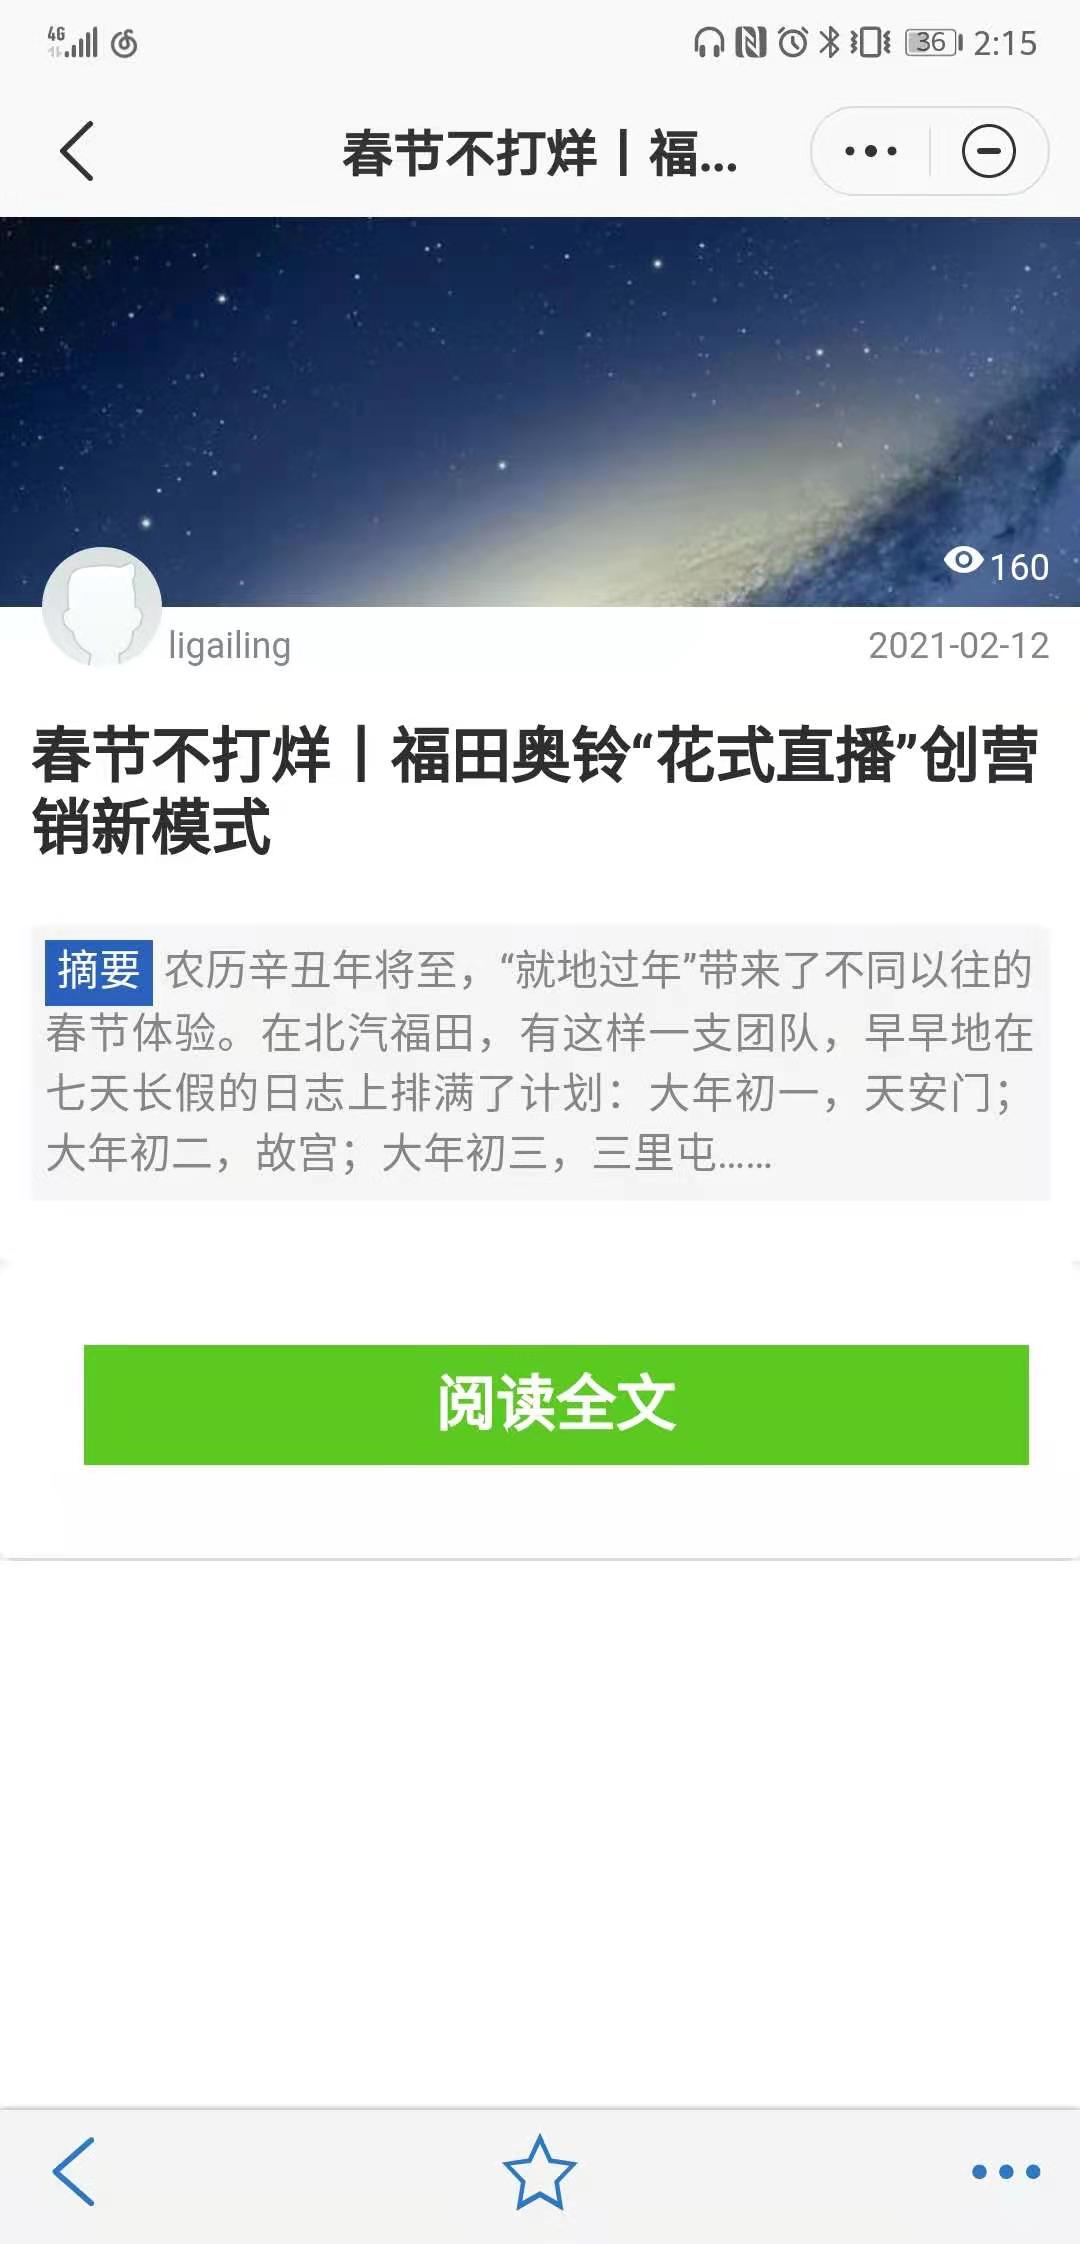 4G
36 2:15
春节不打烊丨福...
160
ligailing
2021-02-12
春节不打烊丨福田奥铃“花式直播”创营
销新模式
摘要 农历辛丑年将至，“就地过年”带来了不同以往的
春节体验。在北汽福田，有这样一支团队，早早地在
七天长假的日志上排满了计划：大年初一，天安门；
大年初二，故宫；大年初三，三里屯……
阅读全文